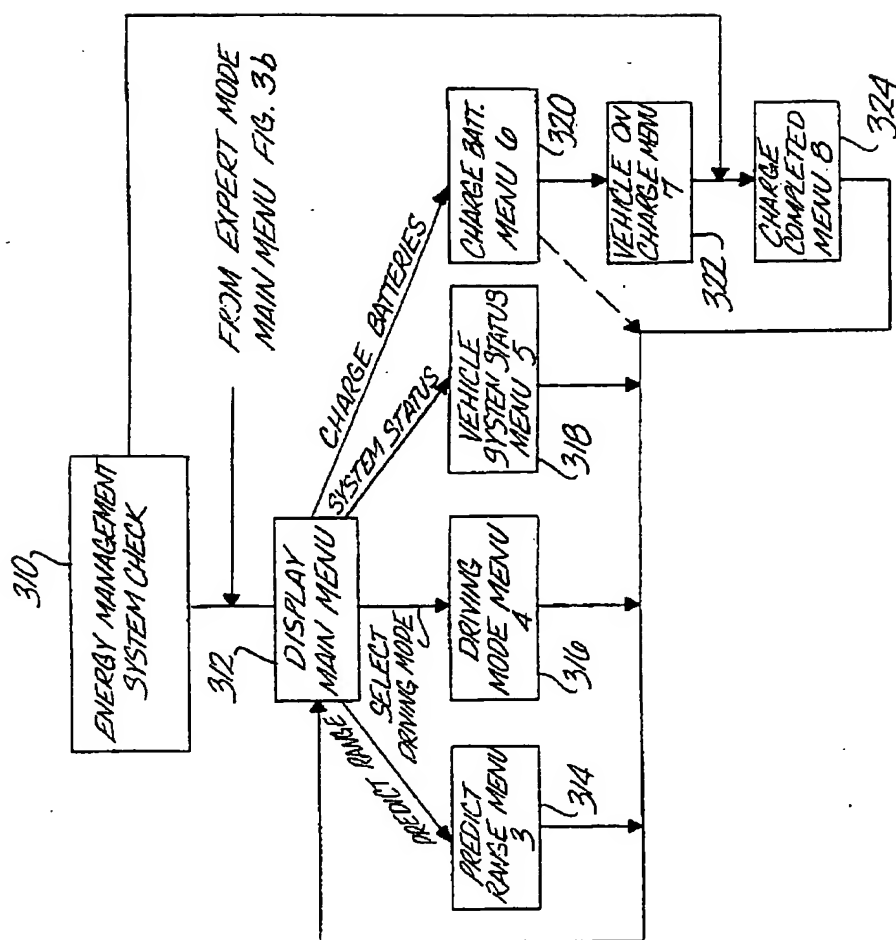 310
ENERGY MANAGEMENT
SYSTEM CHECK
FROM EXPERT MODE
MAIN MENU FIG. 3b
312
DISPLAY
MAIN MENU
PREDICT RANGE
SELECT
DRIVING MODE
SYSTEM STATUS
CHARGE BATTERIES
PREDICT
RANGE MENU
3
314
DRIVING
MODE MENU
4
316
VEHICLE
SYSTEM STATUS
MENU 5
318
CHARGE BATT.
MENU 6
320
VEHICLE ON
CHARGE MENU
7
322
CHARGE
COMPLETED
MENU 8
324